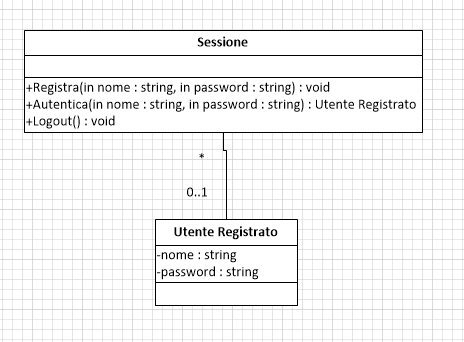 Sessione
+Registra(in nome : string, in password : string) : void
+Autentica(in nome : string, in password : string) : Utente Registrato
+Logout() : void
*
0..1
Utente Registrato
-nome : string
-password : string